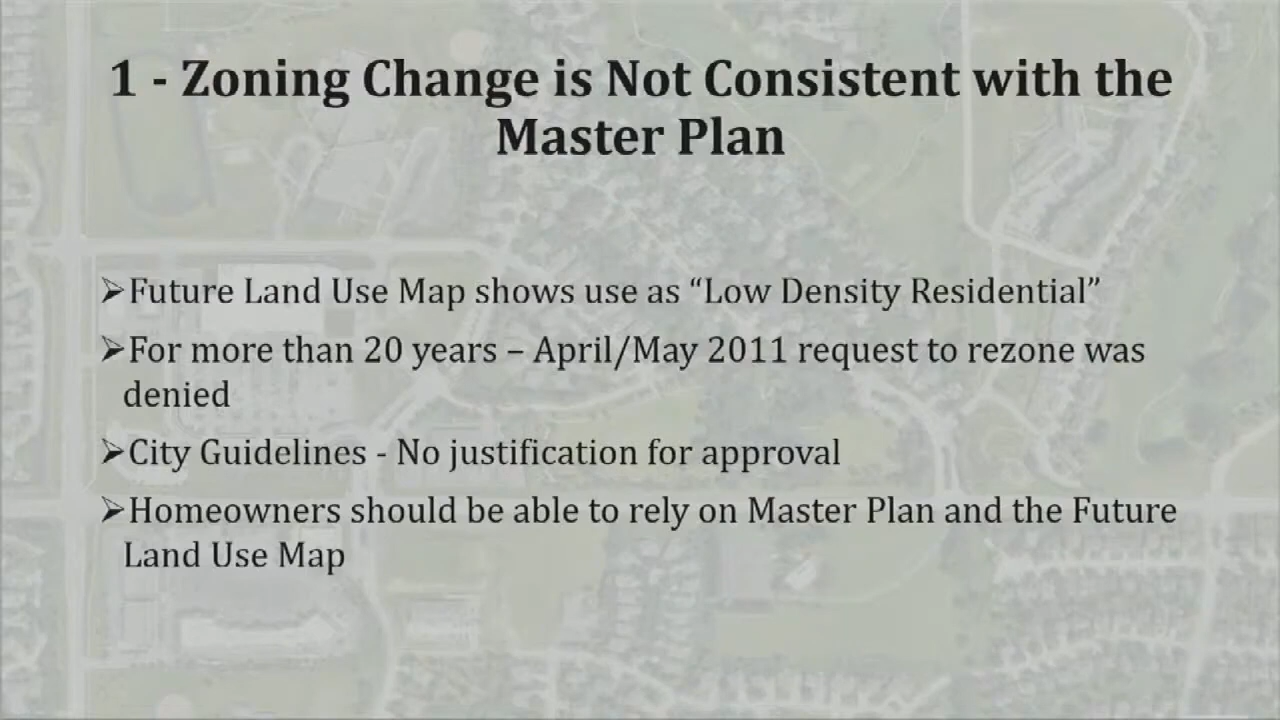 1 - Zoning Change is Not Consistent with the
Master Plan
➢Future Land Use Map shows use as “Low Density Residential”
➢For more than 20 years – April/May 2011 request to rezone was
denied
➢City Guidelines - No justification for approval
➢Homeowners should be able to rely on Master Plan and the Future
Land Use Map